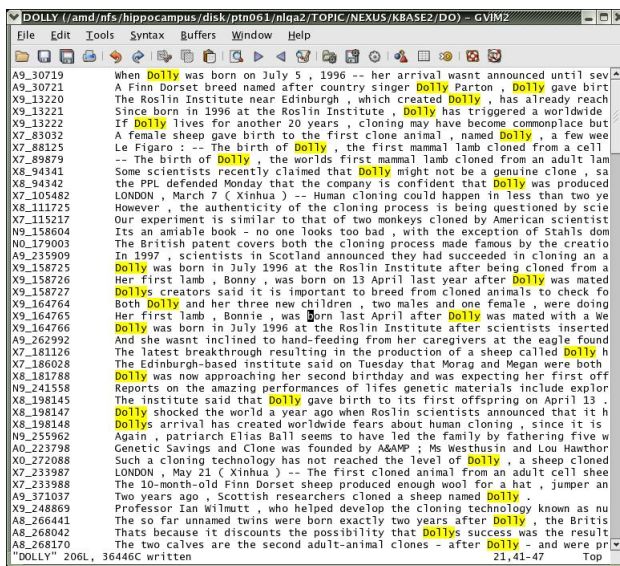 DOLLY (/amd/nfs/hippocampus/disk/ptn061/nlqa2/TOPIC/NEXUS/KBASE2/DO) - GVIM2
File Edit Tools Syntax Buffers Window Help
A9_30719 When Dolly was born on July 5 , 1996 -- her arrival wasnt announced until sev
A9_30721 A Finn Dorset breed named after country singer Dolly Parton , Dolly gave birt
X9_13220 The Roslin Institute near Edinburgh , which created Dolly , has already reach
X9_13221 Since born in 1996 at the Roslin Institute , Dolly has triggered a worldwide
X9_13222 If Dolly lives for another 20 years , cloning may have become commonplace but
X7_83032 A female sheep gave birth to the first clone animal , named Dolly , a few wee
X7_88125 Le Figaro : -- The birth of Dolly , the first mammal lamb cloned from a cell
X7_89879 -- The birth of Dolly , the worlds first mammal lamb cloned from an adult lam
X8_94341 Some scientists recently claimed that Dolly might not be a genuine clone , sa
X8_94342 the PPL defended Monday that the company is confident that Dolly was produced
X7_105482 LONDON , March 7 ( Xinhua ) -- Human cloning could happen in less than two ye
X8_111725 However , the authenticity of the cloning process is being questioned by scie
X7_115217 Our experiment is similar to that of two monkeys cloned by American scientist
N9_158604 Its an amiable book - no one looks too bad , with the exception of Stahls dom
N0_179003 The British patent covers both the cloning process made famous by the creatio
A9_235909 In 1997 , scientists in Scotland announced they had succeeded in cloning an a
X9_158725 Dolly was born in July 1996 at the Roslin Institute after being cloned from a
X9_158726 Her first lamb , Bonny , was born on 13 April last year after Dolly was mated
X9_158727 Dollys creators said it is important to breed from cloned animals to check fo
X9_164764 Both Dolly and her three new children , two males and one female , were doing
X9_164765 Her first lamb , Bonnie , was born last April after Dolly was mated with a We
X9_164766 Dolly was born in July 1996 at the Roslin Institute after scientists inserted
A9_262992 And she wasnt inclined to hand-feeding from her caregivers at the eagle found
X7_181126 The latest breakthrough resulting in the production of a sheep called Dolly h
X7_186028 The Edinburgh-based institute said on Tuesday that Morag and Megan were both
X8_181788 Dolly was now approaching her second birthday and was expecting her first off
N9_241558 Reports on the amazing performances of lifes genetic materials include explor
X8_198145 The institute said that Dolly gave birth to its first offspring on April 13 .
X8_198147 Dolly shocked the world a year ago when Roslin scientists announced that it h
X8_198148 Dollys arrival has created worldwide fears about human cloning , since it is
N9_255962 Again , patriarch Elias Ball seems to have led the family by fathering five w
A0_223798 Genetic Savings and Clone was founded by A&AMP ; Ms Westhusin and Lou Hawthor
X0_272088 Such a cloning technology has not reached the level of Dolly , a sheep cloned
X7_233987 LONDON , May 21 ( Xinhua ) -- The first cloned animal from an adult cell shee
X7_233988 The 10-month-old Finn Dorset sheep produced enough wool for a hat , jumper an
A9_371037 Two years ago , Scottish researchers cloned a sheep named Dolly .
X9_248869 Professor Ian Wilmutt , who helped develop the cloning technology known as nu
A8_266441 The so far unnamed twins were born exactly two years after Dolly , the Britis
A8_268042 Thats because it discounts the possibility that Dollys success was the result
A8_268170 The two calves are the second adult-animal clones - after Dolly - and were pr
"DOLLY" 206L, 36446C written 21,41-47 Top